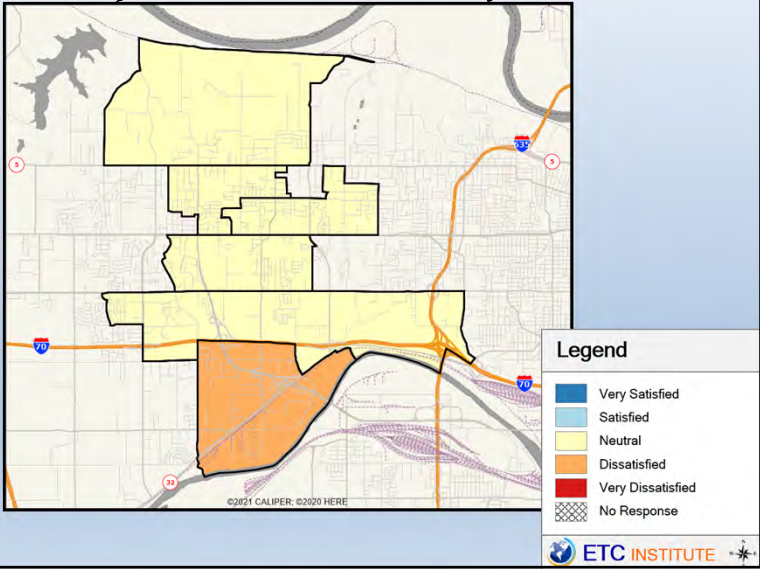 635
5
5
70
70
32
©2021 CALIPER; ©2020 HERE
Legend
Very Satisfied
Satisfied
Neutral
Dissatisfied
Very Dissatisfied
No Response
ETC INSTITUTE